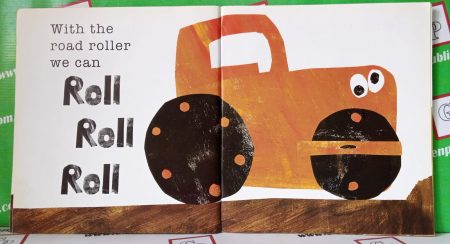 With the
road roller
we can
Roll
Roll
Roll